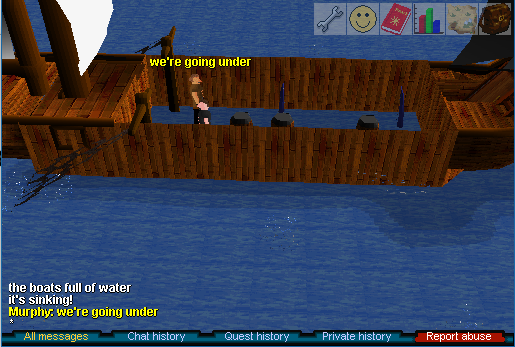 we're going under
the boats full of water
it's sinking!
Murphy: we're going under
*
All messages
Chat history
Quest history
Private history
Report abuse